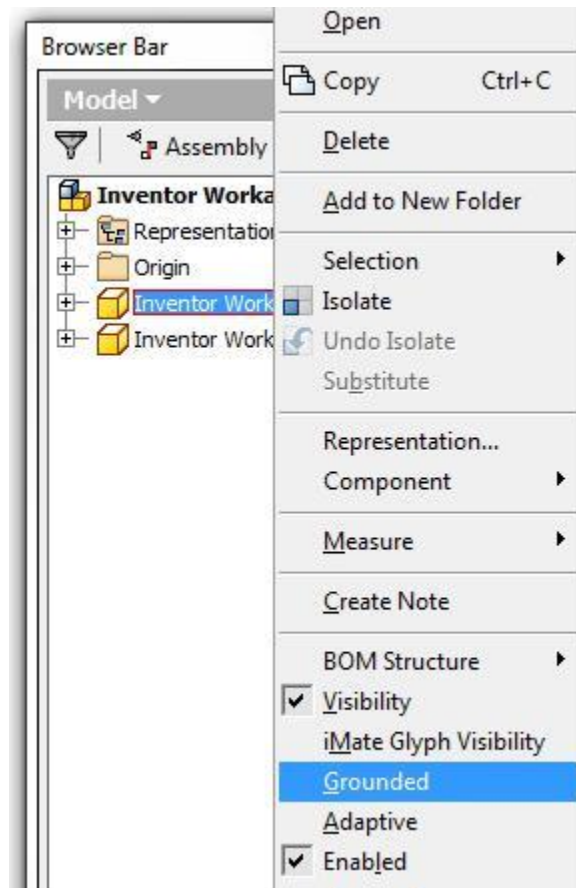 Browser Bar
Model
Assembly
Inventor Worka
Representation
Origin
Inventor Work
Inventor Work
Open
Copy Ctrl+C
Delete
Add to New Folder
Selection
Isolate
Undo Isolate
Substitute
Representation...
Component
Measure
Create Note
BOM Structure
Visibility
iMate Glyph Visibility
Grounded
Adaptive
Enabled